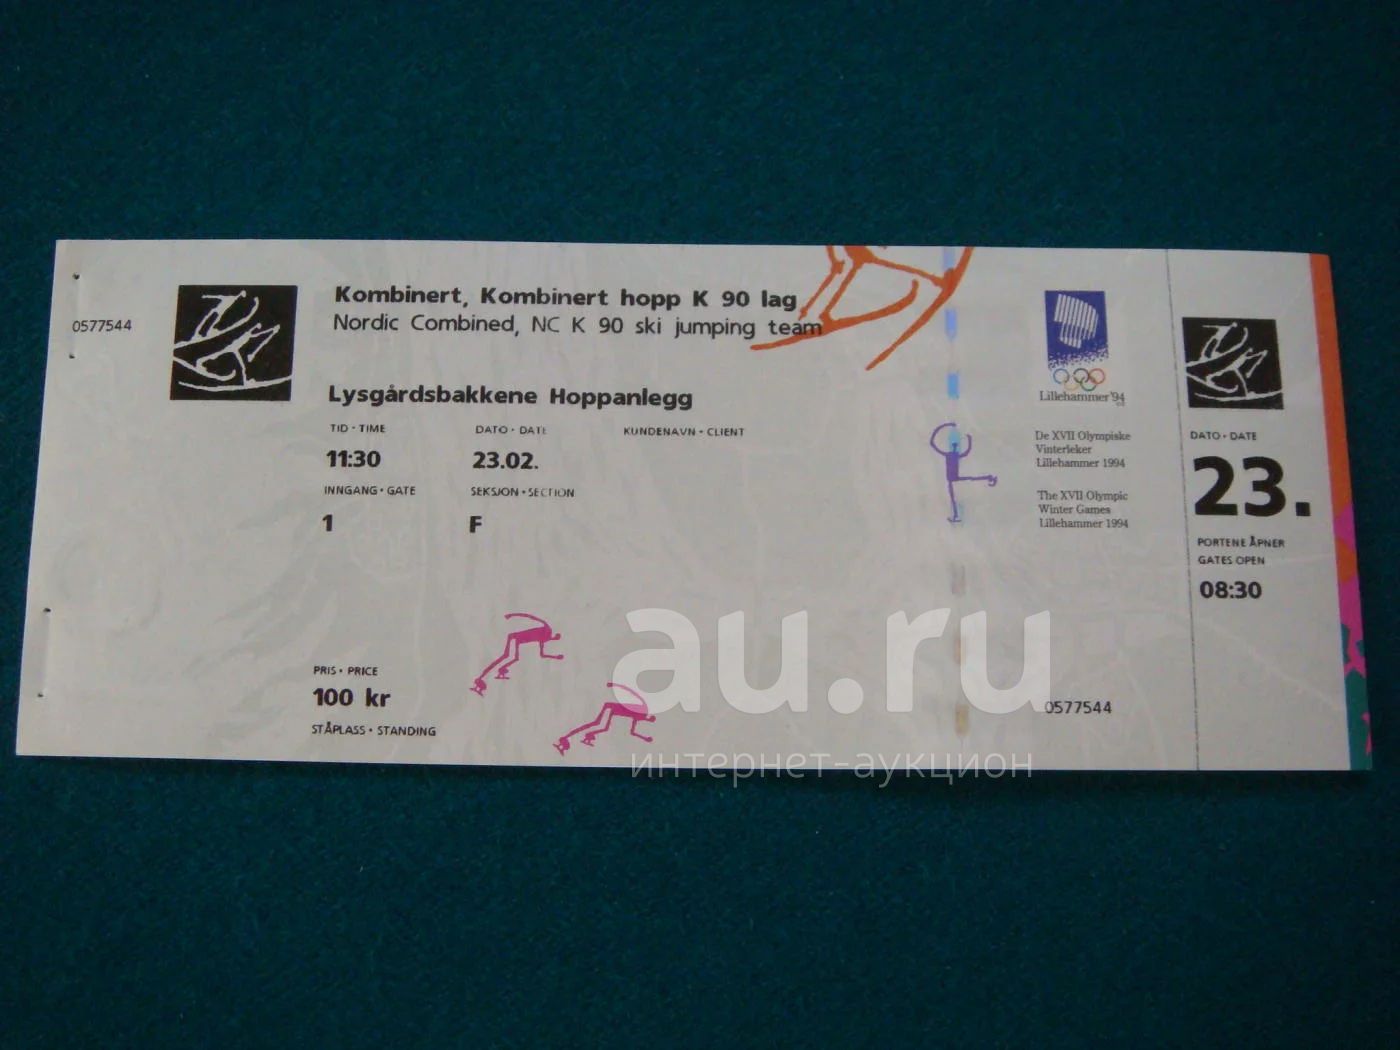 0577544
Kombinert, Kombinert hopp K 90 lag
Nordic Combined, NC K 90 ski jumping team
Lysgårdsbakkene Hoppanlegg
TID · TIME
DATO · DATE
KUNDENAVN · CLIENT
11:30
23.02.
INNGANG · GATE
SEKSJON · SECTION
1
F
PRIS · PRICE
100 kr
STÅPLASS · STANDING
Lillehammer'94
De XVII Olympiske
Vinterleker
Lillehammer 1994
The XVII Olympic
Winter Games
Lillehammer 1994
0577544
DATO · DATE
23.
PORTENE ÅPNER
GATES OPEN
08:30
au.ru
интернет-аукцион